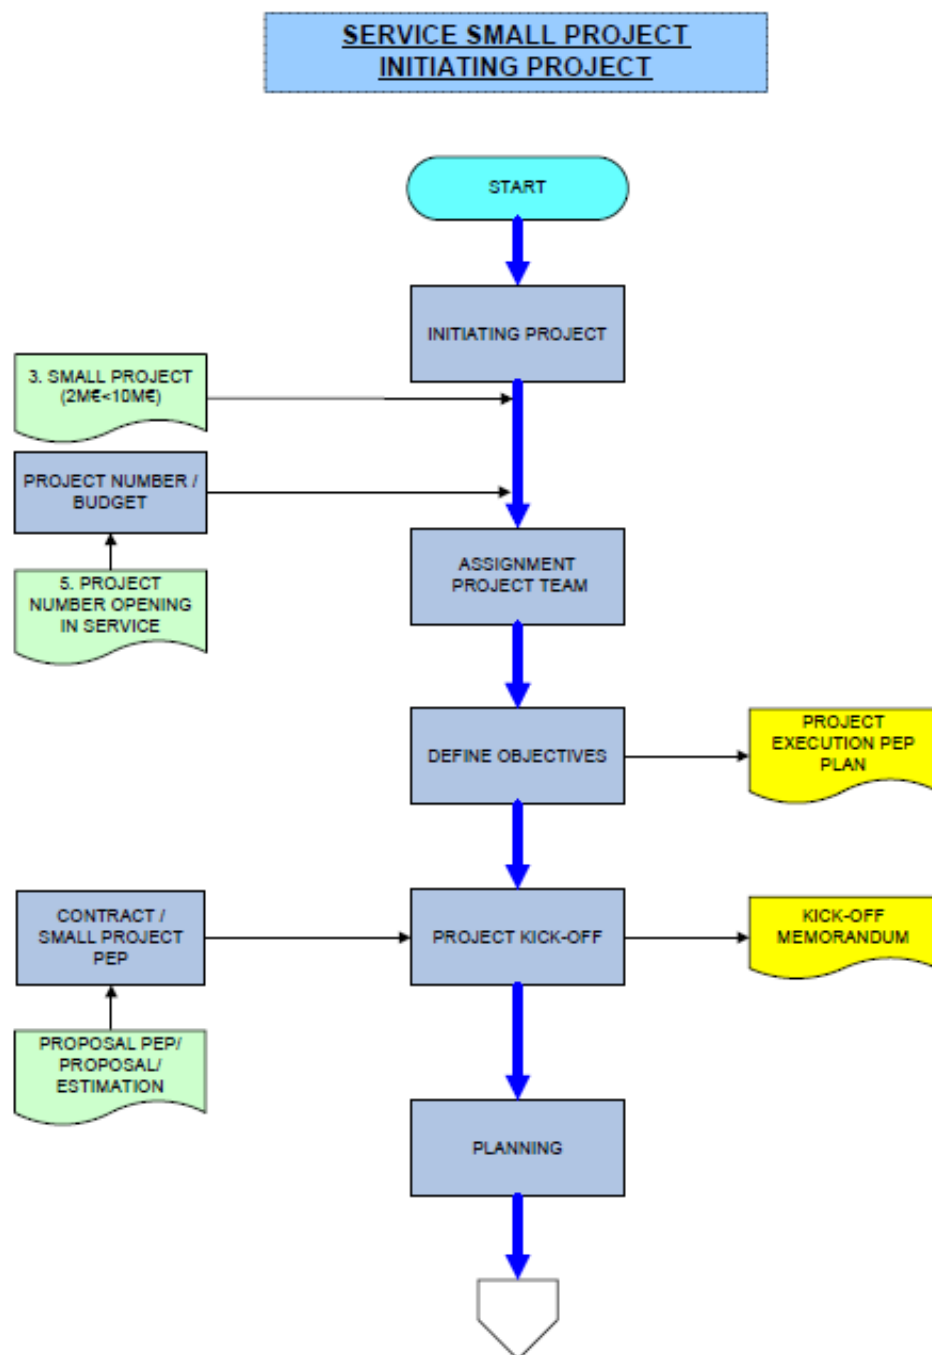 SERVICE SMALL PROJECT
INITIATING PROJECT
START
INITIATING PROJECT
3. SMALL PROJECT
(2M€<10M€)
PROJECT NUMBER /
BUDGET
5. PROJECT
NUMBER OPENING
IN SERVICE
ASSIGNMENT
PROJECT TEAM
DEFINE OBJECTIVES
PROJECT
EXECUTION PEP
PLAN
CONTRACT /
SMALL PROJECT
PEP
PROJECT KICK-OFF
KICK-OFF
MEMORANDUM
PROPOSAL PEP/
PROPOSAL/
ESTIMATION
PLANNING